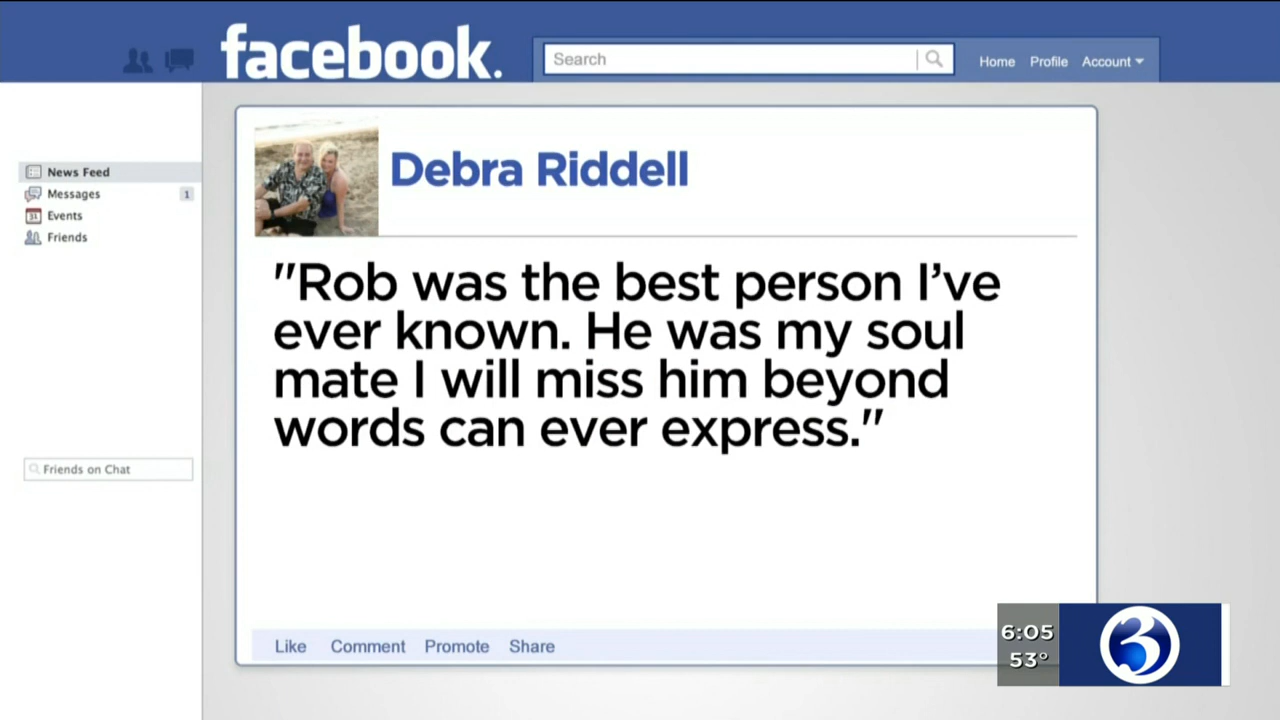 facebook.
Search
Home Profile Account
News Feed
Messages 1
31 Events
Friends
Friends on Chat
Debra Riddell
"Rob was the best person I’ve
ever known. He was my soul
mate I will miss him beyond
words can ever express."
Like Comment Promote Share
6:05
53°
3